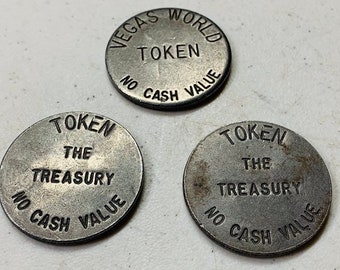 VEGAS WORLD
TOKEN
NO CASH VALUE
TOKEN
THE
TREASURY
NO CASH VALUE
TOKEN
THE
TREASURY
NO CASH VALUE